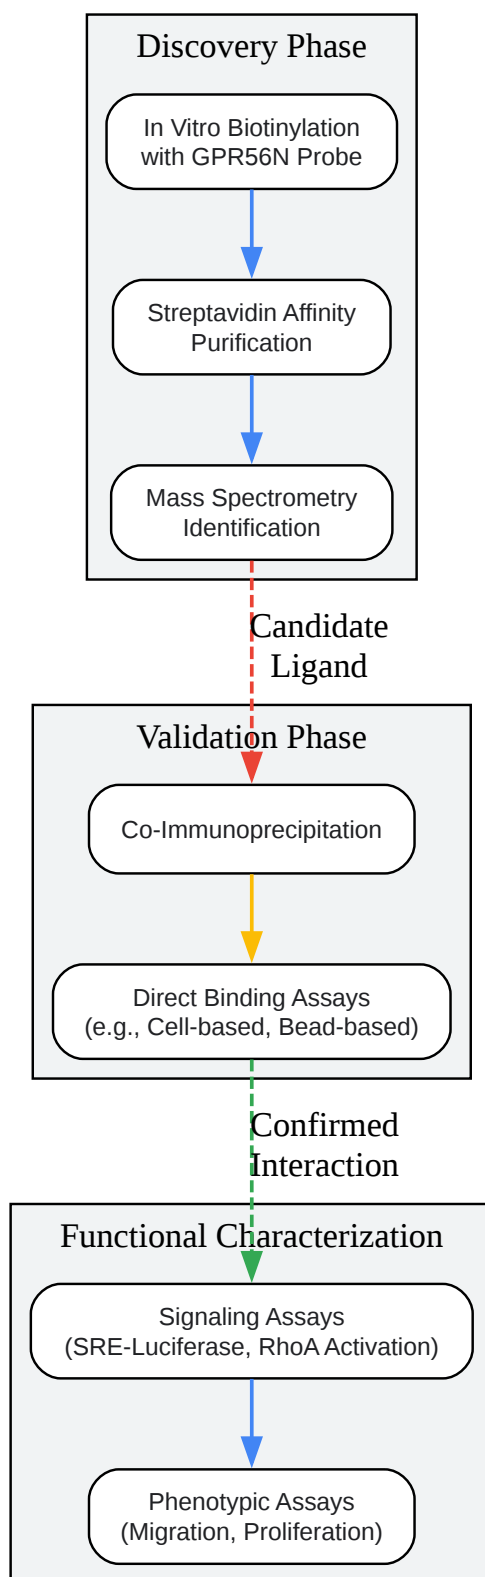 Discovery Phase
In Vitro Biotinylation
with GPR56N Probe
Streptavidin Affinity
Purification
Mass Spectrometry
Identification
Candidate
Ligand
Validation Phase
Co-Immunoprecipitation
Direct Binding Assays
(e.g., Cell-based, Bead-based)
Confirmed
Interaction
Functional Characterization
Signaling Assays
(SRE-Luciferase, RhoA Activation)
Phenotypic Assays
(Migration, Proliferation)